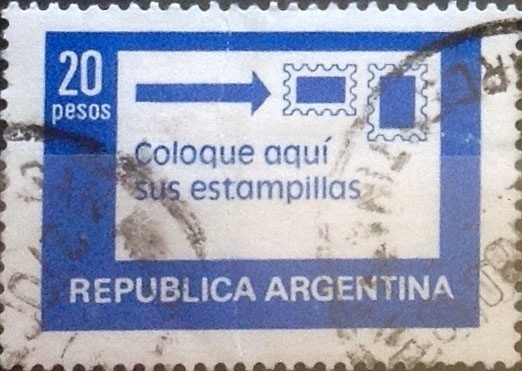 20
pesos
Coloque aquí
sus estampillas
REPUBLICA ARGENTINA